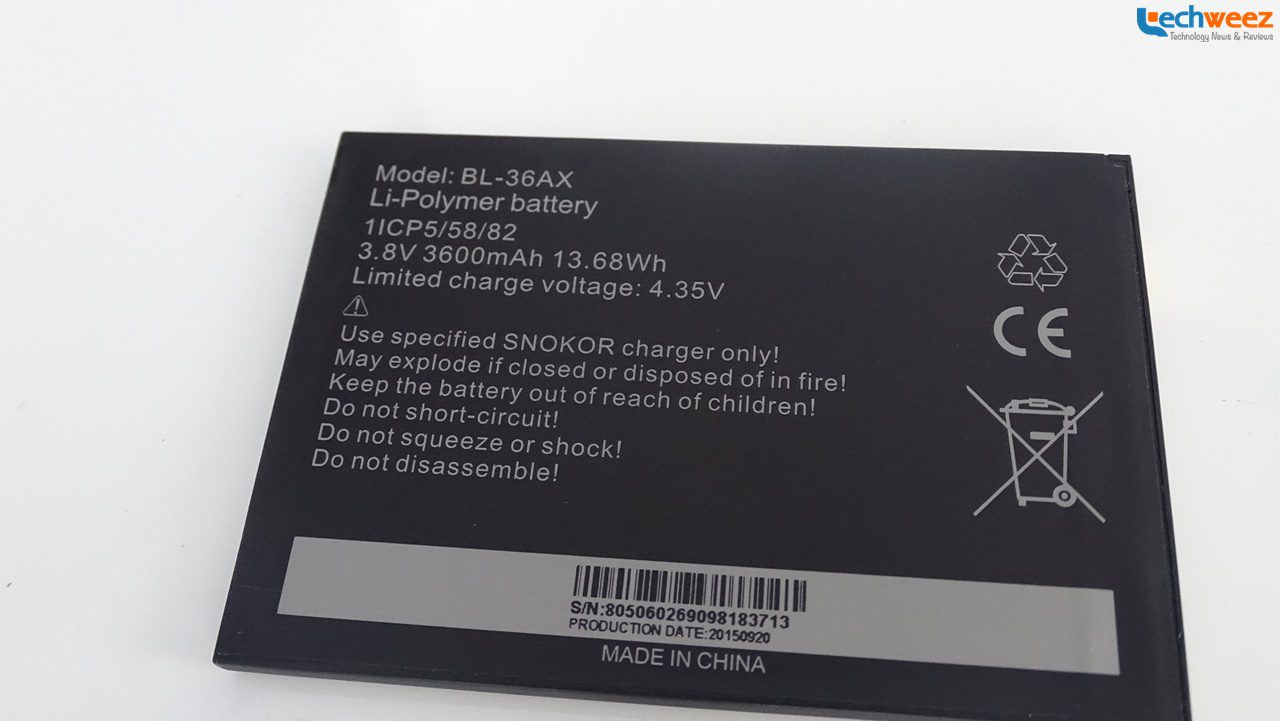 techweez
Technology News & Reviews
Model: BL-36AX
Li-Polymer battery
1ICP5/58/82
3.8V 3600mAh 13.68Wh
Limited charge voltage: 4.35V
Use specified SNOKOR charger only!
May explode if closed or disposed of in fire!
Keep the battery out of reach of children!
Do not short-circuit!
Do not squeeze or shock!
Do not disassemble!
CE
S/N:805060269098183713
PRODUCTION DATE:20150920
MADE IN CHINA